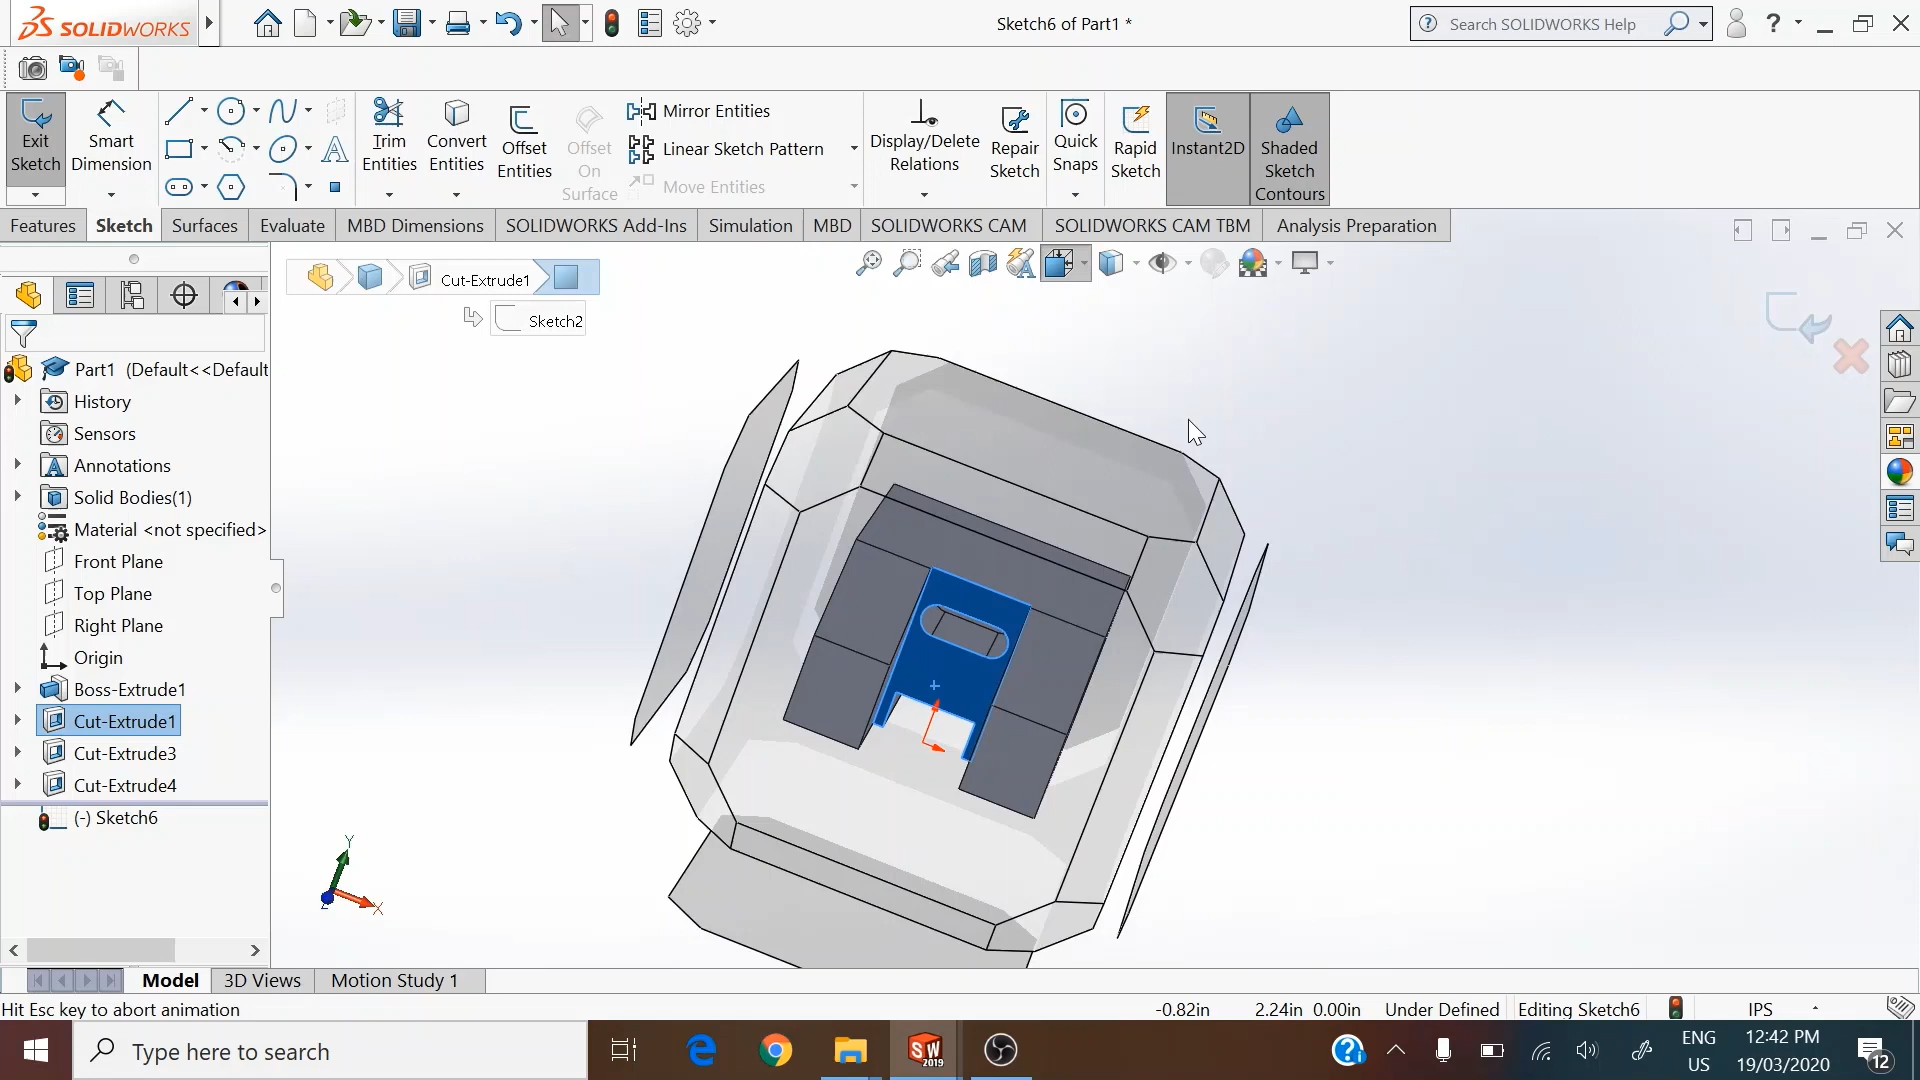 SOLIDWORKS
Sketch6 of Part1 *
Search SOLIDWORKS Help
Exit Sketch
Smart Dimension
Trim Entities
Convert Entities
Offset Entities
Offset On Surface
Mirror Entities
Linear Sketch Pattern
Move Entities
Display/Delete Relations
Repair Sketch
Quick Snaps
Rapid Sketch
Instant2D
Shaded Sketch Contours
Features
Sketch
Surfaces
Evaluate
MBD Dimensions
SOLIDWORKS Add-Ins
Simulation
MBD
SOLIDWORKS CAM
SOLIDWORKS CAM TBM
Analysis Preparation
Cut-Extrude1
Sketch2
Part1 (Default<<Default
History
Sensors
Annotations
Solid Bodies(1)
Material <not specified>
Front Plane
Top Plane
Right Plane
Origin
Boss-Extrude1
Cut-Extrude1
Cut-Extrude3
Cut-Extrude4
(-) Sketch6
Y
X
Z
Model
3D Views
Motion Study 1
Hit Esc key to abort animation
-0.82in
2.24in
0.00in
Under Defined
Editing Sketch6
IPS
Type here to search
SW
2019
ENG
US
12:42 PM
19/03/2020
12